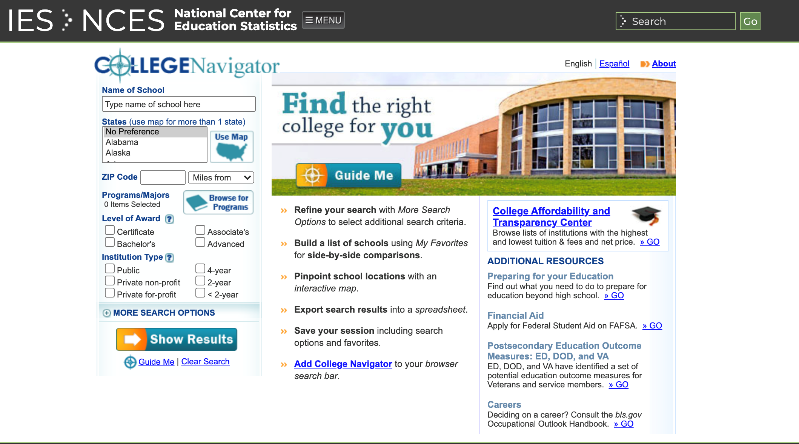 IES NCES National Center for
Education Statistics
MENU
Search
Go
COLLEGENavigator
English Español About
Name of School
Type name of school here
States (use map for more than 1 state)
No Preference
Alabama
Alaska
Use Map
ZIP Code Miles from
Programs/Majors
0 Items Selected
Browse for
Programs
Level of Award ?
Certificate Associate's
Bachelor's Advanced
Institution Type ?
Public 4-year
Private non-profit 2-year
Private for-profit < 2-year
MORE SEARCH OPTIONS
Show Results
Guide Me | Clear Search
Find the right
college for you
Guide Me
Refine your search with More Search
Options to select additional search criteria.
Build a list of schools using My Favorites
for side-by-side comparisons.
Pinpoint school locations with an
interactive map.
Export search results into a spreadsheet.
Save your session including search
options and favorites.
Add College Navigator to your browser
search bar.
College Affordability and
Transparency Center
Browse lists of institutions with the highest
and lowest tuition & fees and net price. » GO
ADDITIONAL RESOURCES
Preparing for your Education
Find out what you need to do to prepare for
education beyond high school. » GO
Financial Aid
Apply for Federal Student Aid on FAFSA. » GO
Postsecondary Education Outcome
Measures: ED, DOD, and VA
ED, DOD, and VA have identified a set of
potential education outcome measures for
Veterans and service members. » GO
Careers
Deciding on a career? Consult the bls.gov
Occupational Outlook Handbook. » GO